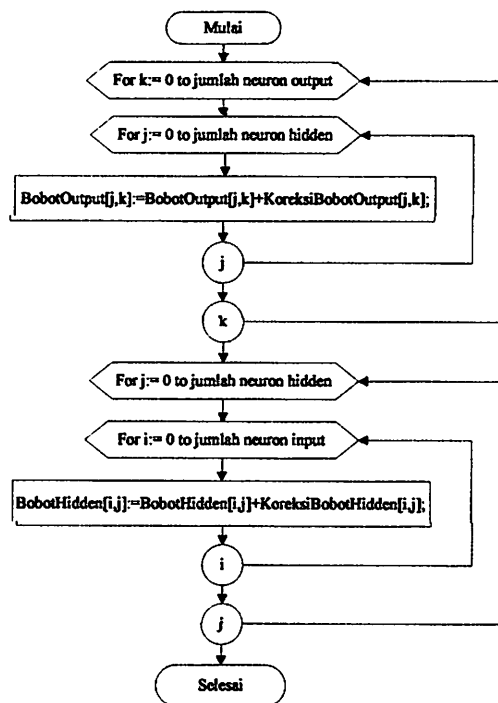 Mulai
For k:= 0 to jumlah neuron output
For j:= 0 to jumlah neuron hidden
BobotOutput[j,k]:=BobotOutput[j,k]+KoreksiBobotOutput[j,k];
j
k
For j:= 0 to jumlah neuron hidden
For i:= 0 to jumlah neuron input
BobotHidden[i,j]:=BobotHidden[i,j]+KoreksiBobotHidden[i,j];
i
j
Selesai